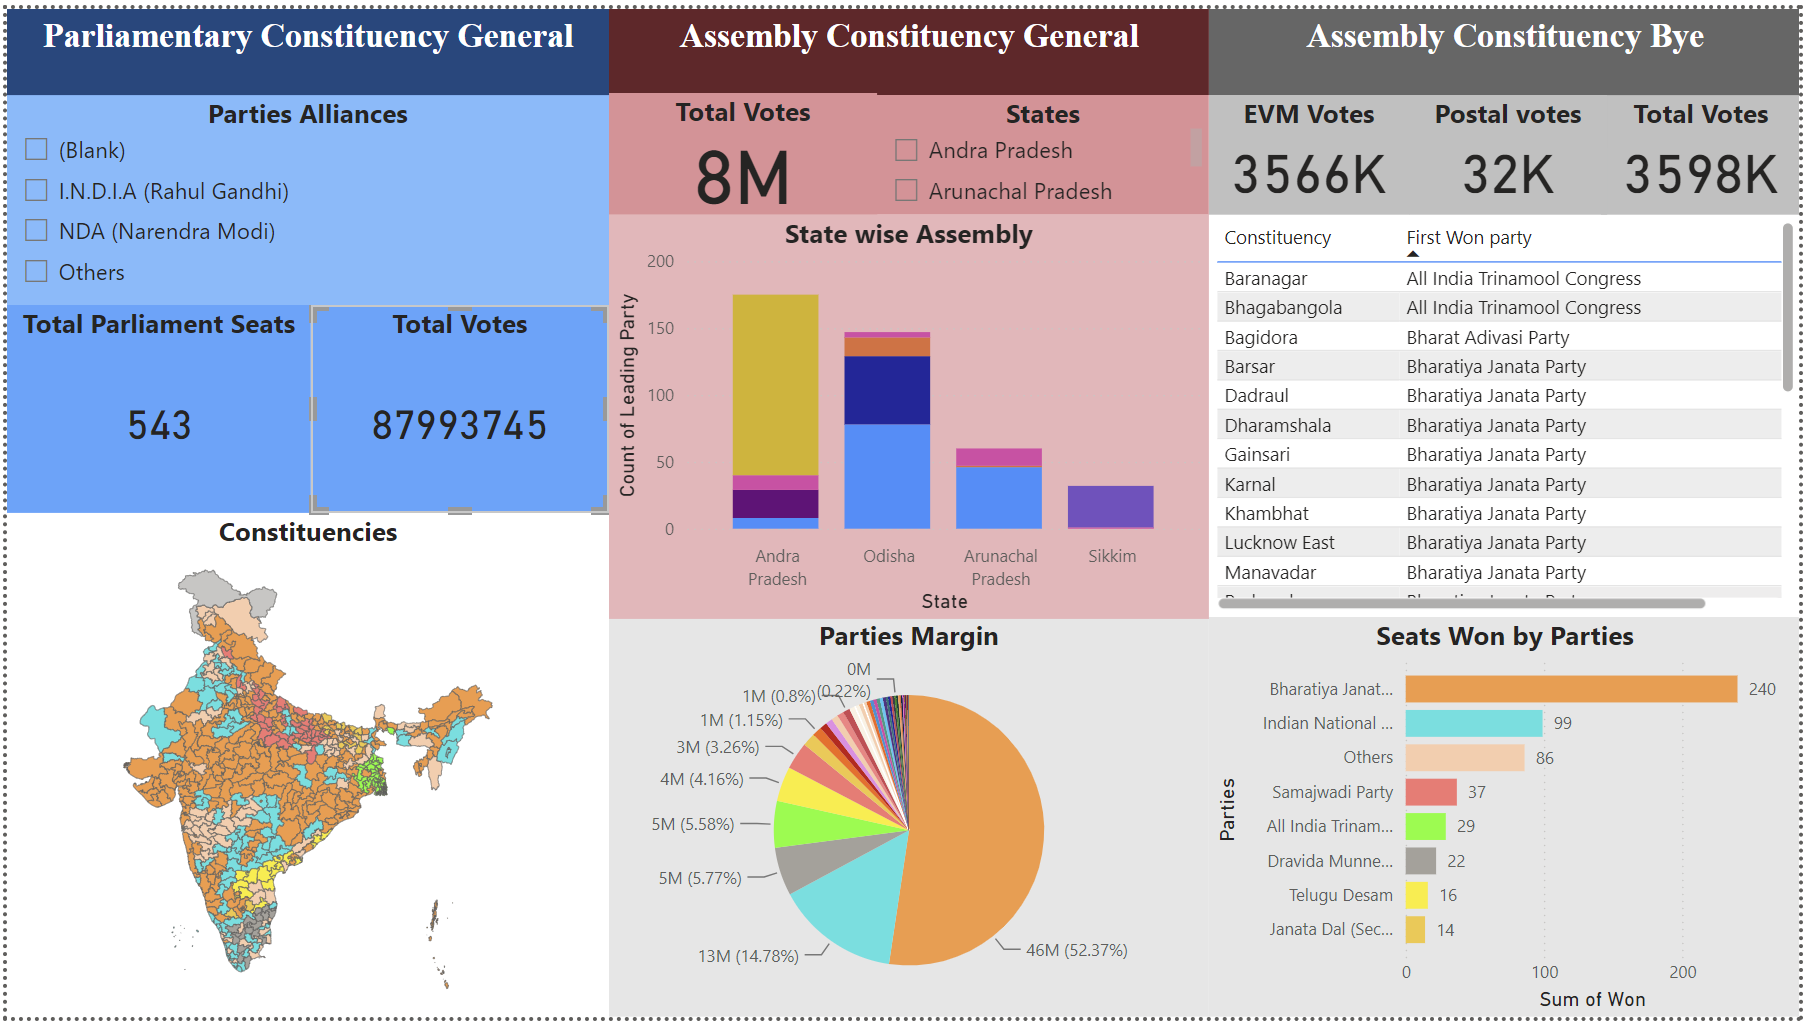 Parliamentary Constituency General
Parties Alliances
(Blank)
I.N.D.I.A (Rahul Gandhi)
NDA (Narendra Modi)
Others
Total Parliament Seats
543
Total Votes
87993745
Constituencies
Assembly Constituency General
Total Votes
8M
States
Andra Pradesh
Arunachal Pradesh
State wise Assembly
Count of Leading Party
200
150
100
50
0
Andra
Pradesh
Odisha
Arunachal
Pradesh
Sikkim
State
Parties Margin
0M
(0.22%)
1M (0.8%)
1M (1.15%)
3M (3.26%)
4M (4.16%)
5M (5.58%)
5M (5.77%)
13M (14.78%)
46M (52.37%)
Assembly Constituency Bye
EVM Votes
3566K
Postal votes
32K
Total Votes
3598K
Constituency First Won party
Baranagar All India Trinamool Congress
Bhagabangola All India Trinamool Congress
Bagidora Bharat Adivasi Party
Barsar Bharatiya Janata Party
Dadraul Bharatiya Janata Party
Dharamshala Bharatiya Janata Party
Gainsari Bharatiya Janata Party
Karnal Bharatiya Janata Party
Khambhat Bharatiya Janata Party
Lucknow East Bharatiya Janata Party
Manavadar Bharatiya Janata Party
Seats Won by Parties
Parties
Bharatiya Janat... 240
Indian National ... 99
Others 86
Samajwadi Party 37
All India Trinam... 29
Dravida Munne... 22
Telugu Desam 16
Janata Dal (Sec... 14
0 100 200
Sum of Won